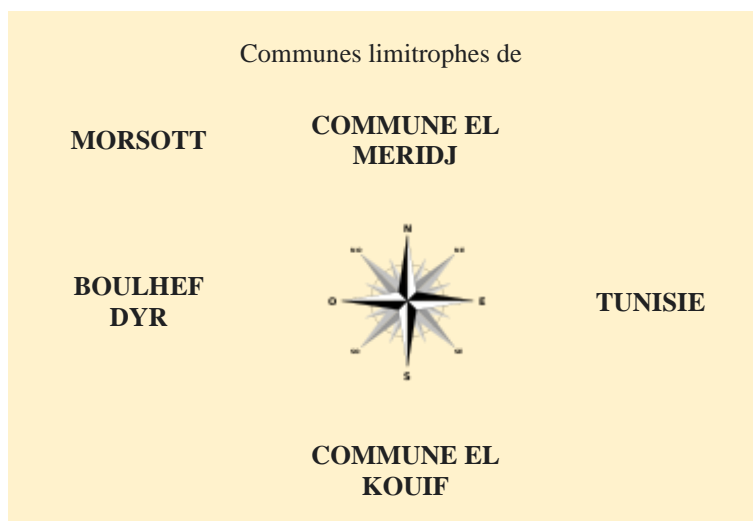 Communes limitrophes de
MORSOTT
COMMUNE EL
MERIDJ
N
BOULHEF
DYR
O
E
TUNISIE
S
COMMUNE EL
KOUIF